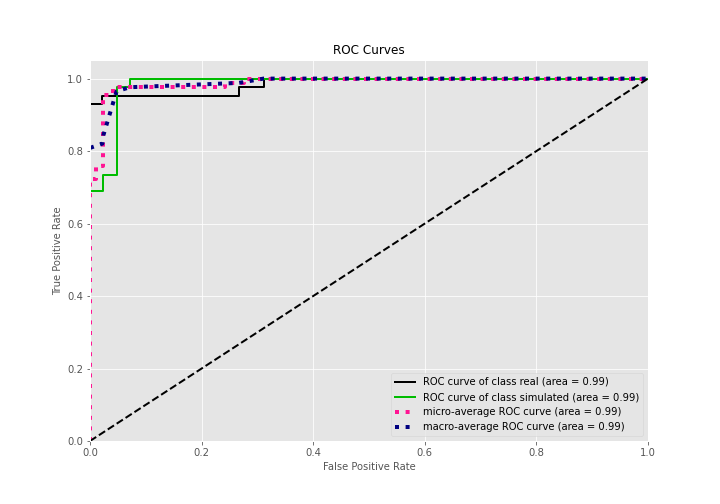 ROC Curves
1.0
0.8
0.6
0.4
0.2
0.0
True Positive Rate
0.0 0.2 0.4 0.6 0.8 1.0
False Positive Rate
ROC curve of class real (area = 0.99)
ROC curve of class simulated (area = 0.99)
micro-average ROC curve (area = 0.99)
macro-average ROC curve (area = 0.99)